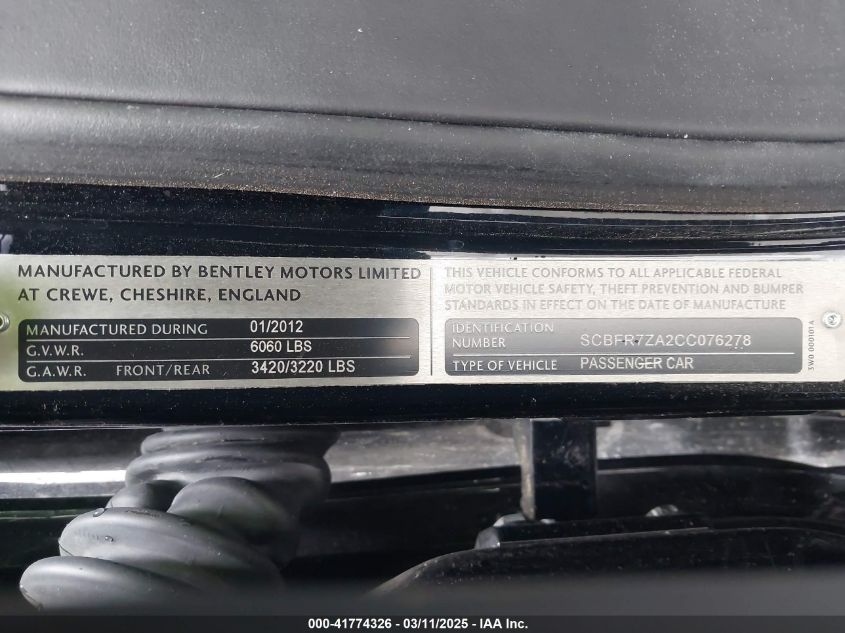 MANUFACTURED BY BENTLEY MOTORS LIMITED
AT CREWE, CHESHIRE, ENGLAND
MANUFACTURED DURING 01/2012
G.V.W.R. 6060 LBS
G.A.W.R. FRONT/REAR 3420/3220 LBS
THIS VEHICLE CONFORMS TO ALL APPLICABLE FEDERAL
MOTOR VEHICLE SAFETY, THEFT PREVENTION AND BUMPER
STANDARDS IN EFFECT ON THE DATE OF MANUFACTURE
IDENTIFICATION
NUMBER SCBFR7ZA2CC076278
TYPE OF VEHICLE PASSENGER CAR
3W0 000101A
000-41774326 - 03/11/2025 - IAA Inc.